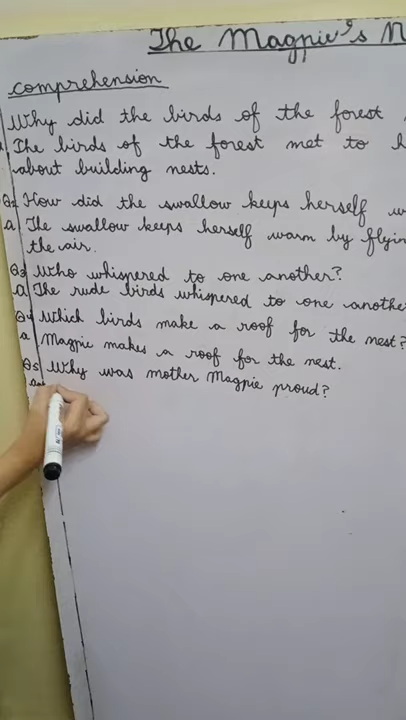 The Magpie's N
comprehension
Why did the birds of the forest
The birds of the forest met to
about building nests.
Q2 How did the swallow keeps herself
a The swallow keeps herself warm by flyin
the air.
Q3 Who whispered to one another?
a The rude birds whispered to one anothe
Q4 Which birds make a roof for the nest?
a Magpie makes a roof for the nest.
Q5 Why was mother Magpie proud?